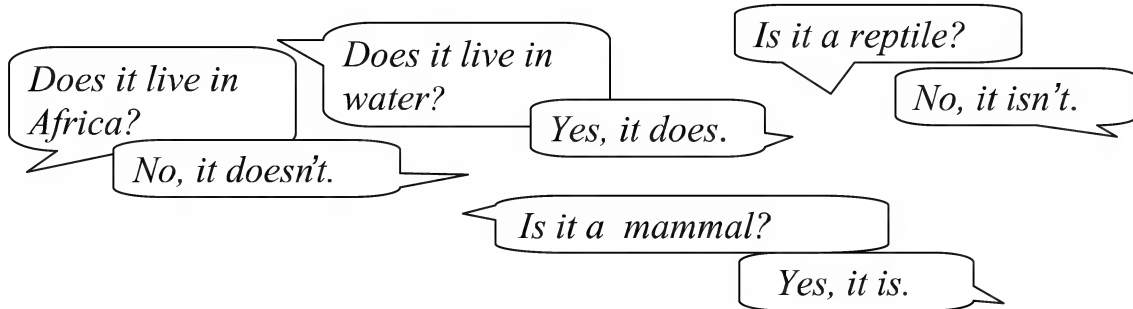 Does it live in
Africa?
No, it doesn't.
Does it live in
water?
Yes, it does.
Is it a reptile?
No, it isn't.
Is it a mammal?
Yes, it is.